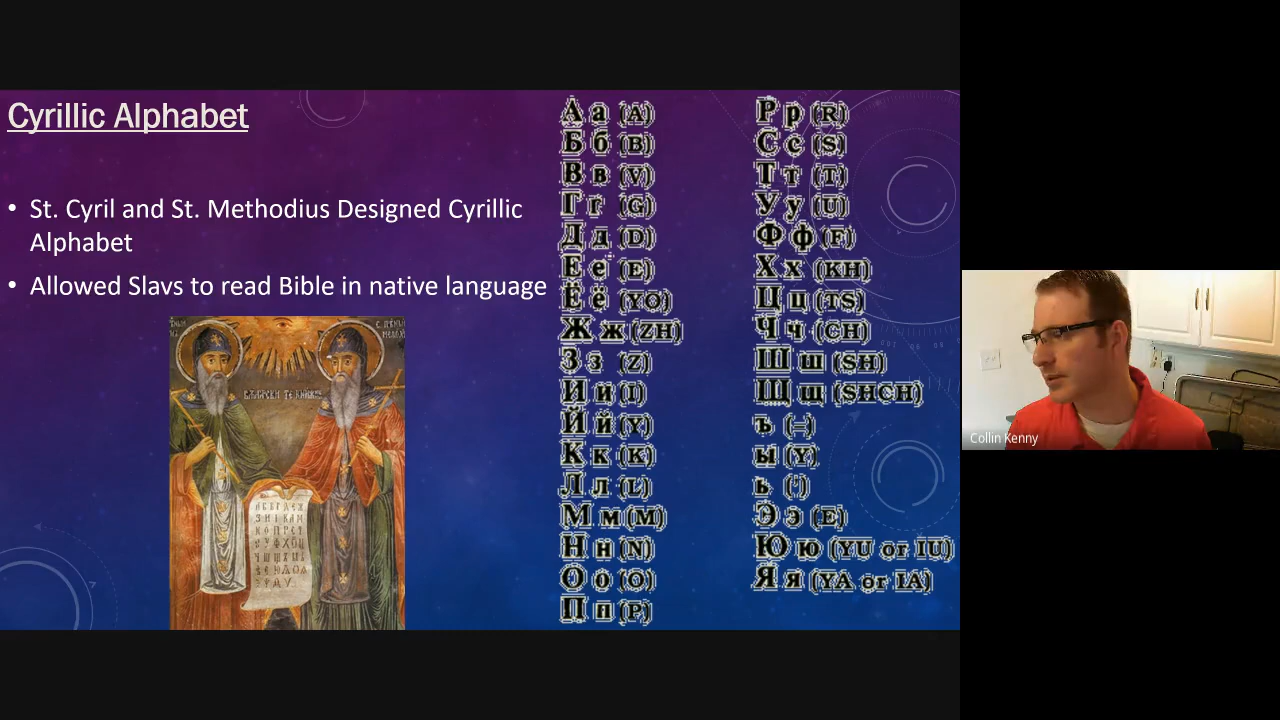 Cyrillic Alphabet
• St. Cyril and St. Methodius Designed Cyrillic
Alphabet
• Allowed Slavs to read Bible in native language
А а (A)
Б б (B)
В в (V)
Г г (G)
Д д (D)
Е е (E)
Ё ё (YO)
Ж ж (ZH)
З з (Z)
И и (I)
Й й (Y)
К к (K)
Л л (L)
М м (M)
Н н (N)
О о (O)
П п (P)
Р р (R)
С с (S)
Т т (T)
У у (U)
Ф ф (F)
Х х (KH)
Ц ц (TS)
Ч ч (CH)
Ш ш (SH)
Щ щ (SHCH)
ъ (–)
ы (Y)
ь (')
Э э (E)
Ю ю (YU or IU)
Я я (YA or IA)
Collin Kenny